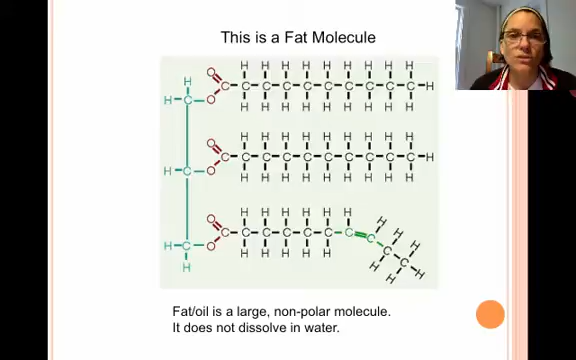 This is a Fat Molecule
H H H H H H H H H
H O
H-C-O C-C-C-C-C-C-C-C-C-C-H
H H H H H H H H H
O H H H H H H H H H
H-C-O C-C-C-C-C-C-C-C-C-C-H
H H H H H H H H H
O H H H H H H H H H
H-C-O C-C-C-C-C-C-C=C C C H
H H H H H H H H
Fat/oil is a large, non-polar molecule.
It does not dissolve in water.